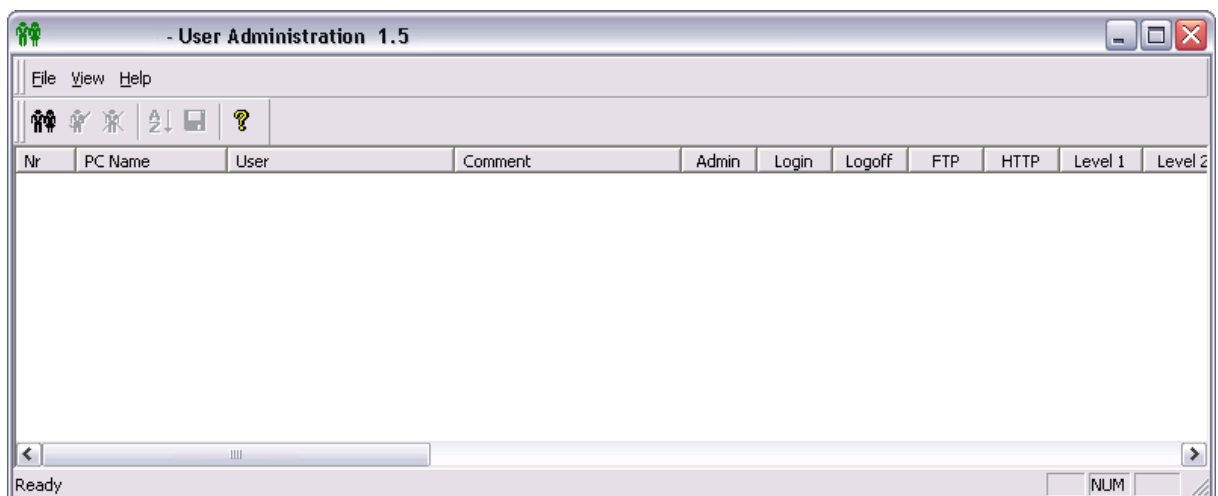 - User Administration 1.5
File View Help
Nr PC Name User Comment Admin Login Logoff FTP HTTP Level 1 Level 2
Ready NUM